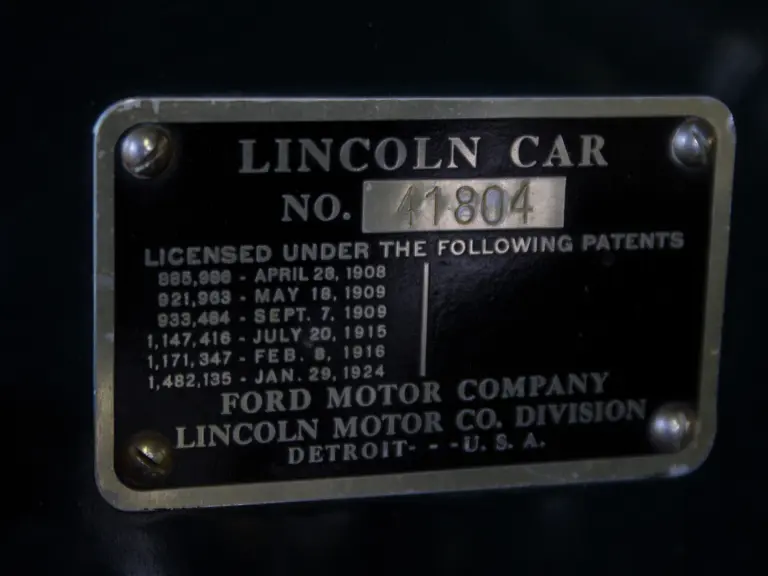 LINCOLN CAR
NO. 41804
LICENSED UNDER THE FOLLOWING PATENTS
885,986 - APRIL 28, 1908
921,963 - MAY 18, 1909
933,484 - SEPT. 7, 1909
1,147,416 - JULY 20, 1915
1,171,347 - FEB. 8, 1916
1,482,135 - JAN. 29, 1924
FORD MOTOR COMPANY
LINCOLN MOTOR CO. DIVISION
DETROIT- - -U. S. A.